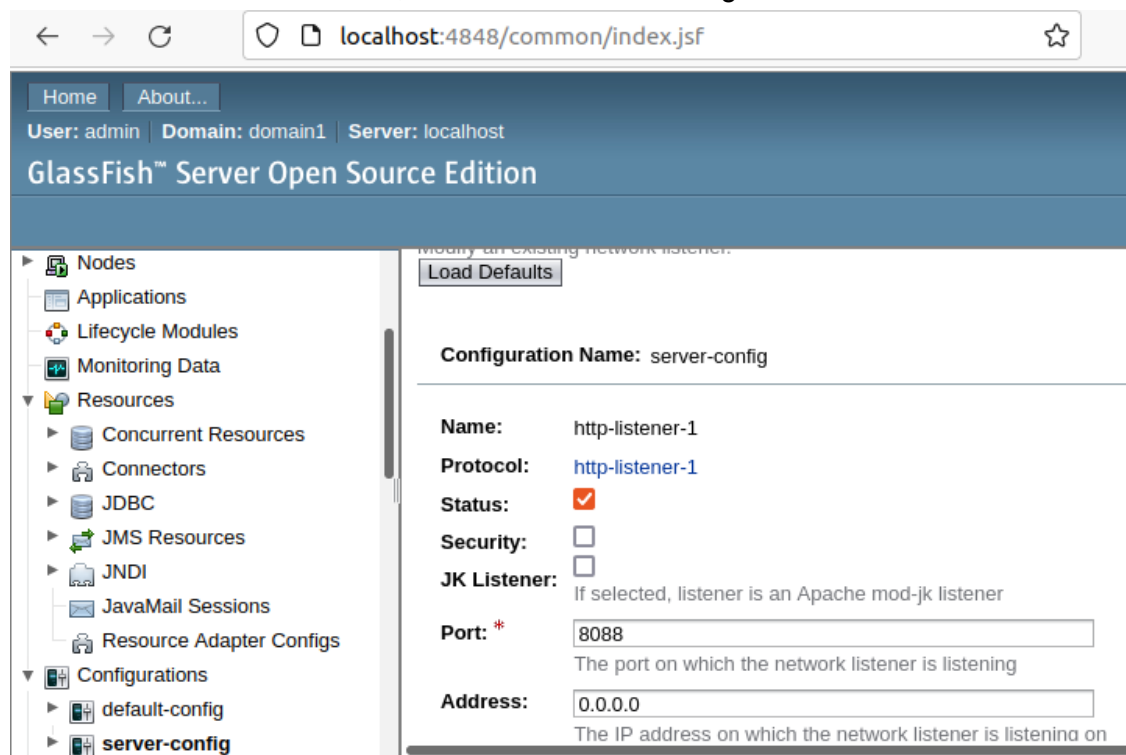 localhost:4848/common/index.jsf
Home About...
User: admin Domain: domain1 Server: localhost
GlassFish™ Server Open Source Edition
Nodes
Applications
Lifecycle Modules
Monitoring Data
Resources
Concurrent Resources
Connectors
JDBC
JMS Resources
JNDI
JavaMail Sessions
Resource Adapter Configs
Configurations
default-config
server-config
Modify an existing network listener.
Load Defaults
Configuration Name: server-config
Name: http-listener-1
Protocol: http-listener-1
Status:
Security:
JK Listener:
If selected, listener is an Apache mod-jk listener
Port: *
8088
The port on which the network listener is listening
Address: 0.0.0.0
The IP address on which the network listener is listening on